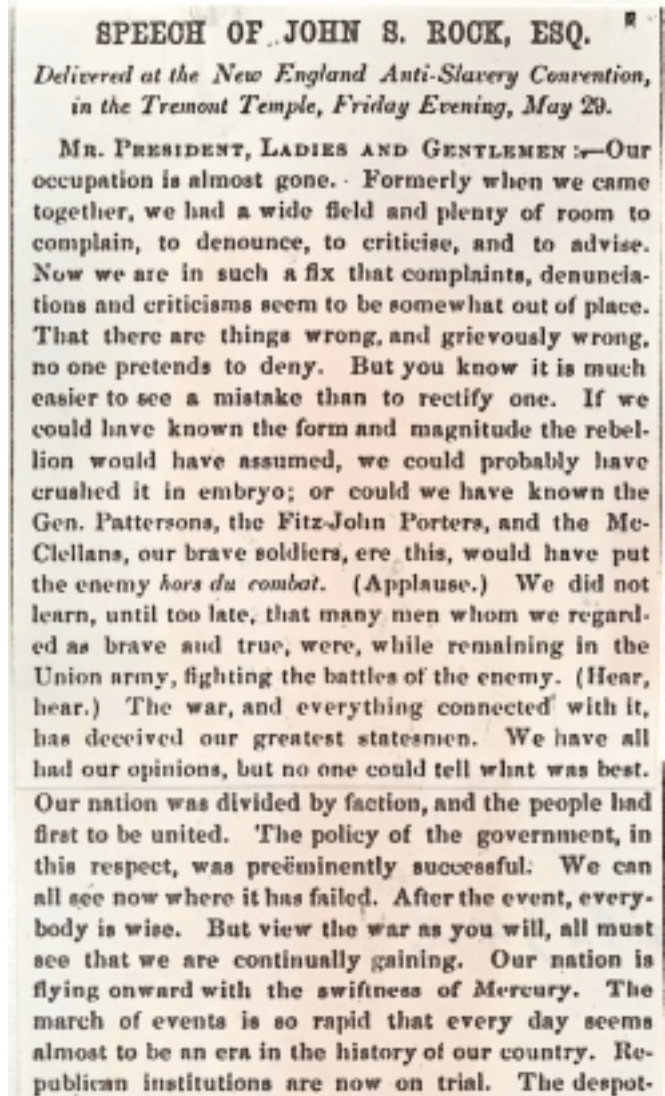 SPEECH OF JOHN S. ROCK, ESQ.
Delivered at the New England Anti-Slavery Convention,
in the Tremont Temple, Friday Evening, May 29.
MR. PRESIDENT, LADIES AND GENTLEMEN:—Our
occupation is almost gone. Formerly when we came
together, we had a wide field and plenty of room to
complain, to denounce, to criticise, and to advise.
Now we are in such a fix that complaints, denuncia-
tions and criticisms seem to be somewhat out of place.
That there are things wrong, and grievously wrong,
no one pretends to deny. But you know it is much
easier to see a mistake than to rectify one. If we
could have known the form and magnitude the rebel-
lion would have assumed, we could probably have
crushed it in embryo; or could we have known the
Gen. Pattersons, the Fitz-John Porters, and the Mc-
Clellans, our brave soldiers, ere this, would have put
the enemy hors du combat. (Applause.) We did not
learn, until too late, that many men whom we regard-
ed as brave and true, were, while remaining in the
Union army, fighting the battles of the enemy. (Hear,
hear.) The war, and everything connected with it,
has deceived our greatest statesmen. We have all
had our opinions, but no one could tell what was best.
Our nation was divided by faction, and the people had
first to be united. The policy of the government, in
this respect, was preëminently successful. We can
all see now where it has failed. After the event, every-
body is wise. But view the war as you will, all must
see that we are continually gaining. Our nation is
flying onward with the swiftness of Mercury. The
march of events is so rapid that every day seems
almost to be an era in the history of our country. Re-
publican institutions are now on trial. The despot-